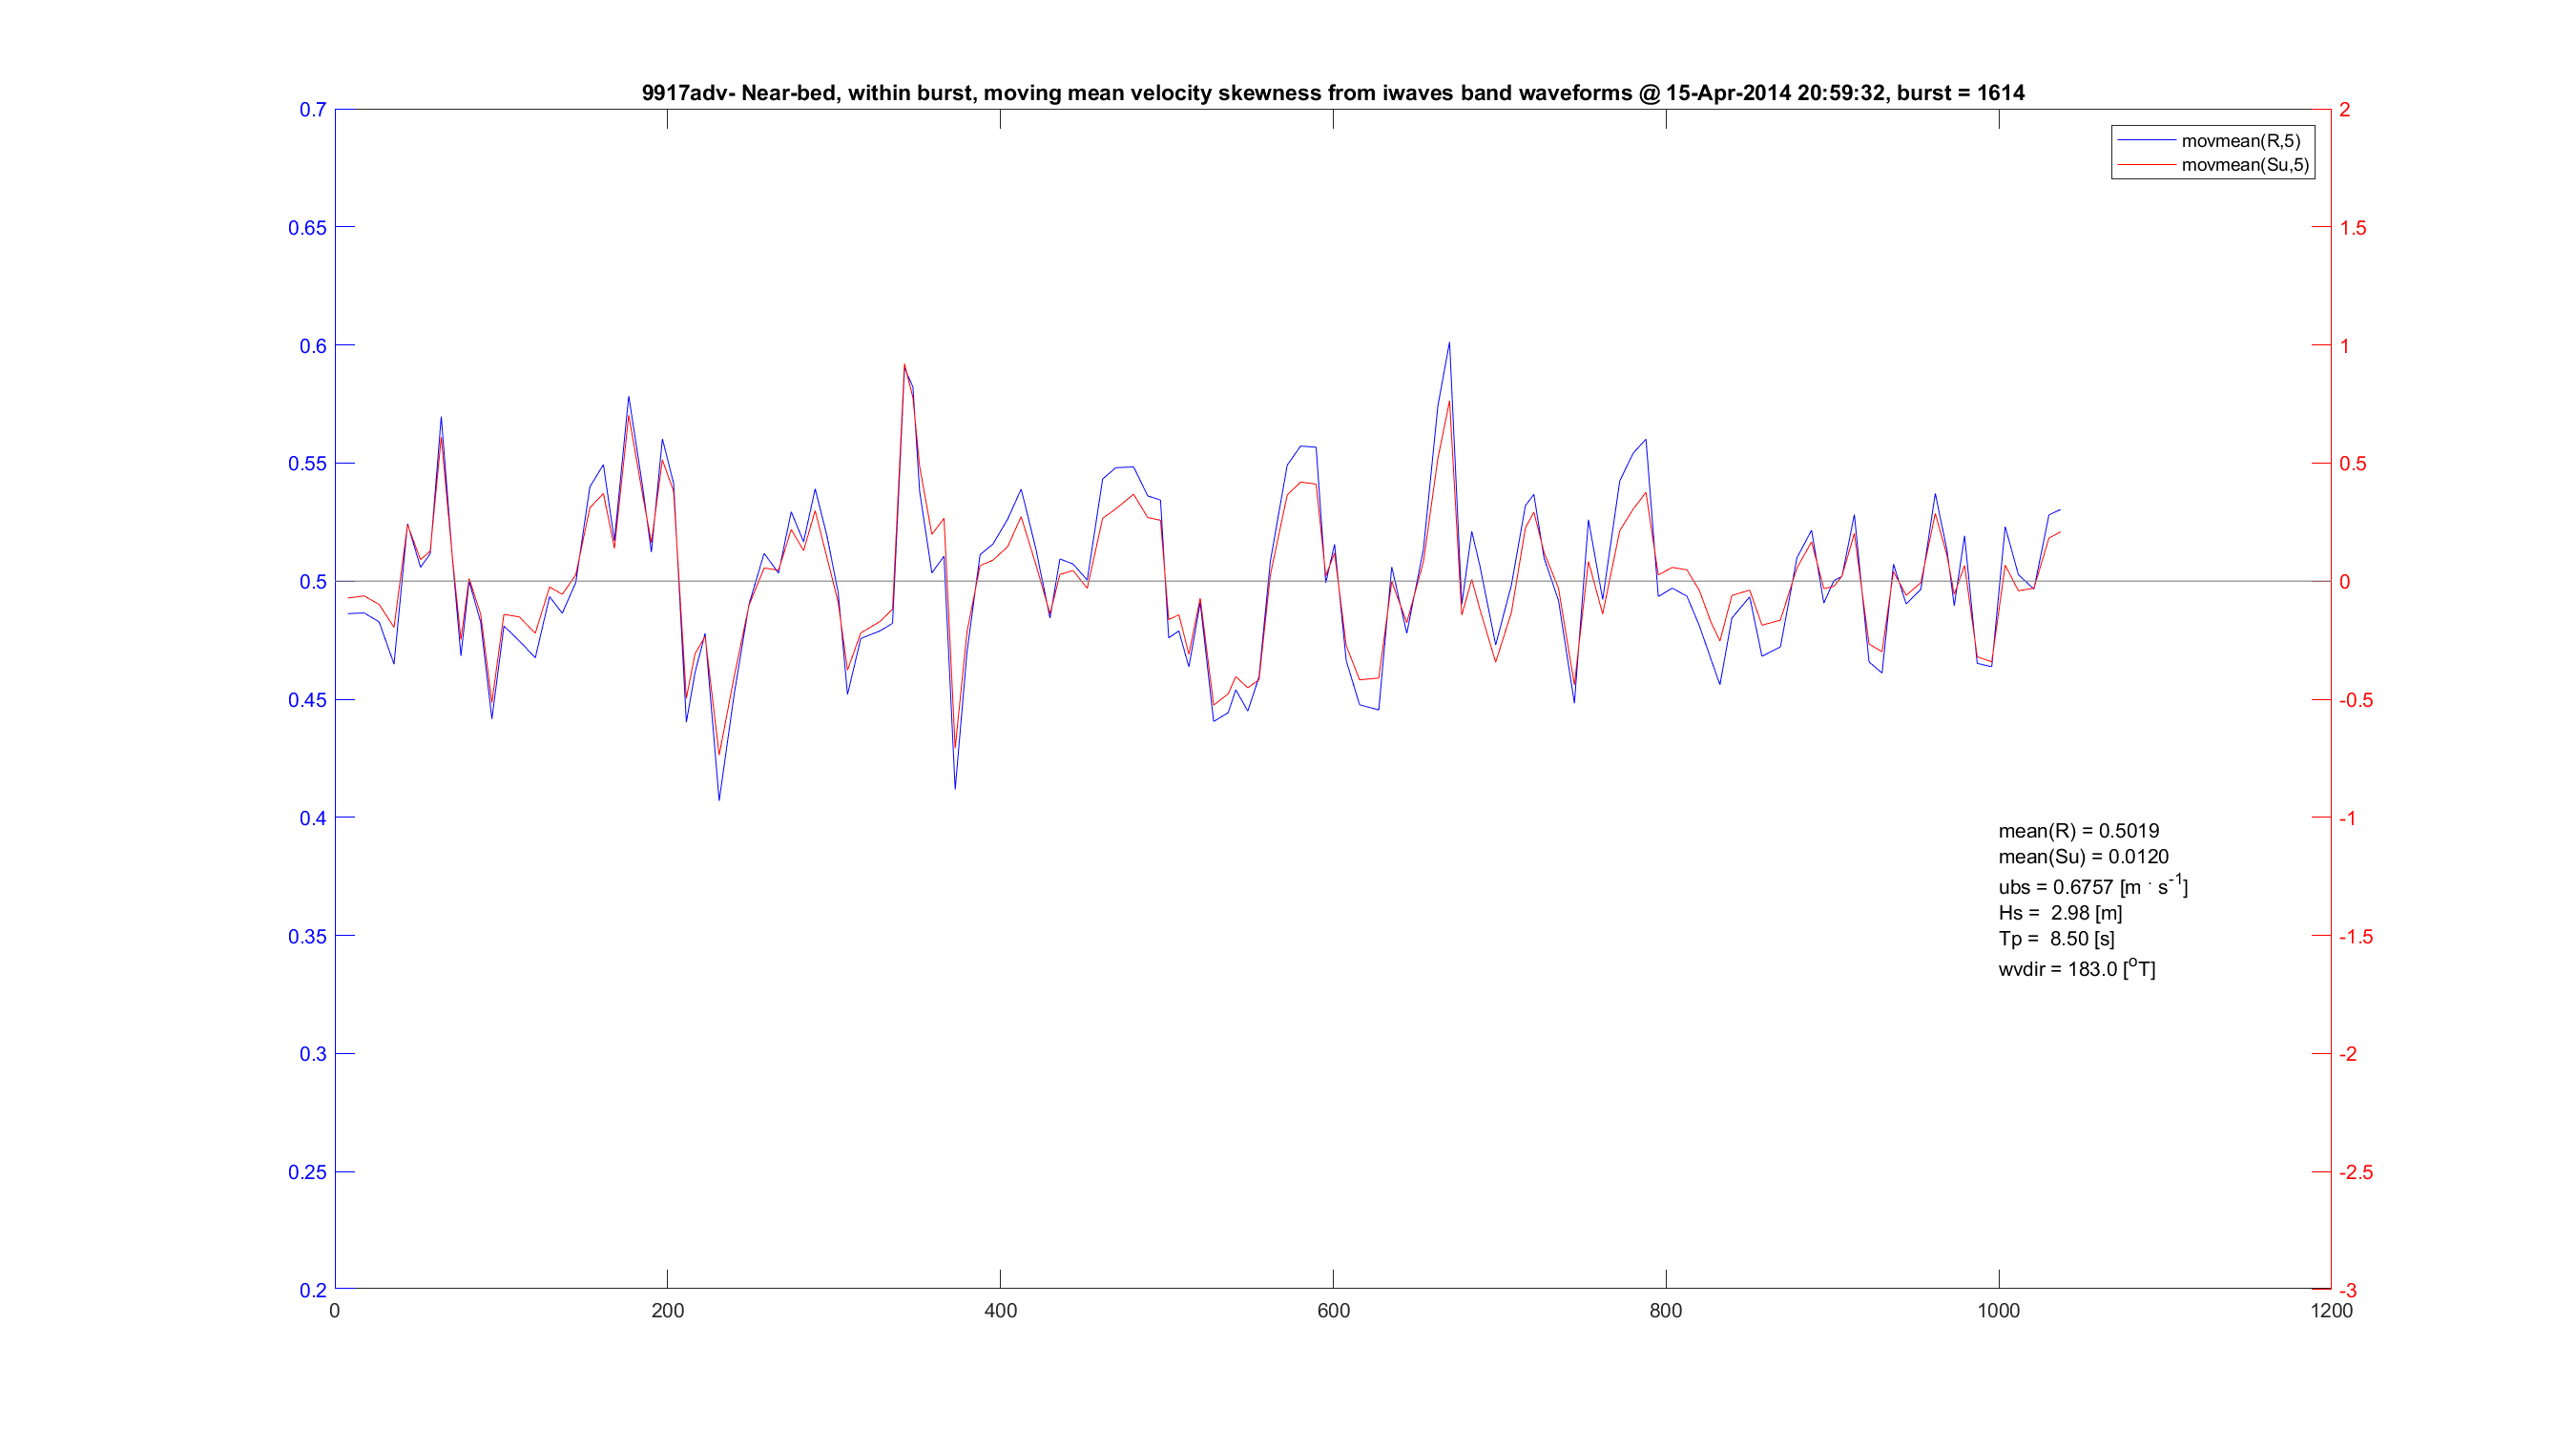 9917adv- Near-bed, within burst, moving mean velocity skewness from iwaves band waveforms @ 15-Apr-2014 20:59:32, burst = 1614
0.7
0.65
0.6
0.55
0.5
0.45
0.4
0.35
0.3
0.25
0.2
2
1.5
1
0.5
0
-0.5
-1
-1.5
-2
-2.5
-3
movmean(R,5)
movmean(Su,5)
mean(R) = 0.5019
mean(Su) = 0.0120
ubs = 0.6757 [m · s⁻¹]
Hs = 2.98 [m]
Tp = 8.50 [s]
wvdir = 183.0 [ᵒT]
0 200 400 600 800 1000 1200